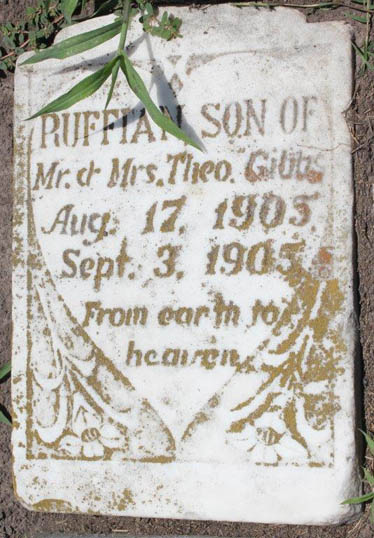 RUFFIAN SON OF
Mr. & Mrs. Theo. Gibbs
Aug. 17, 1905.
Sept. 3, 1905.
From earth to
heaven